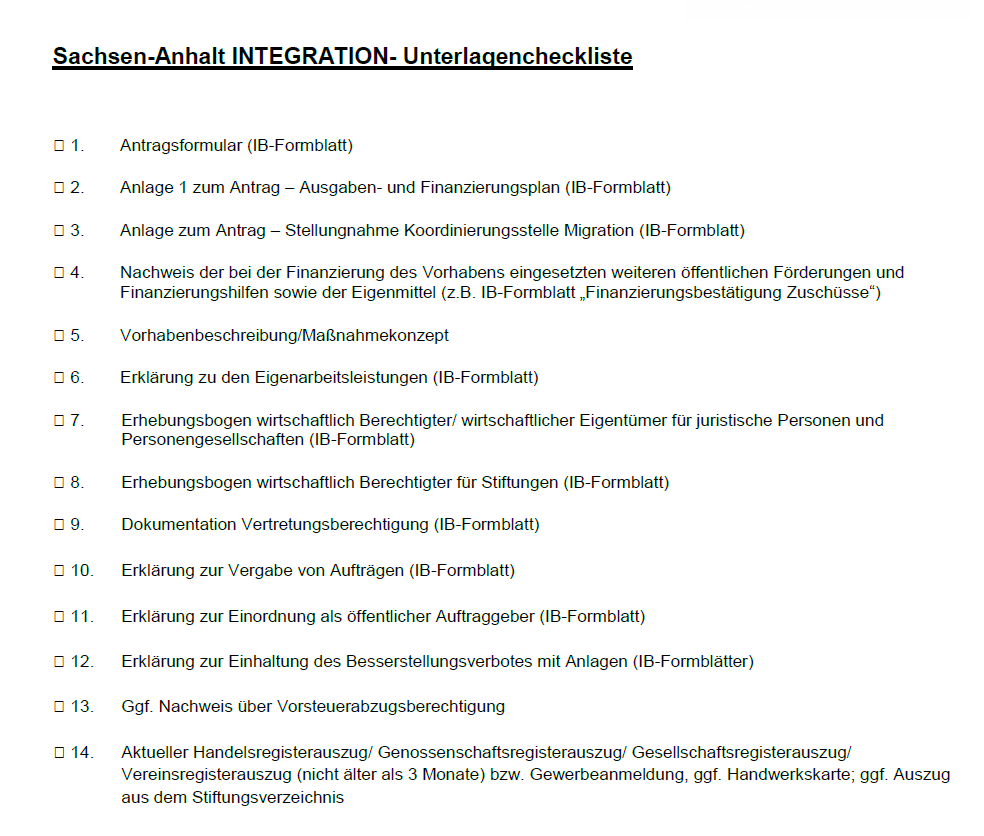 Sachsen-Anhalt INTEGRATION- Unterlagencheckliste
☐ 1. Antragsformular (IB-Formblatt)
☐ 2. Anlage 1 zum Antrag – Ausgaben- und Finanzierungsplan (IB-Formblatt)
☐ 3. Anlage zum Antrag – Stellungnahme Koordinierungsstelle Migration (IB-Formblatt)
☐ 4. Nachweis der bei der Finanzierung des Vorhabens eingesetzten weiteren öffentlichen Förderungen und
Finanzierungshilfen sowie der Eigenmittel (z.B. IB-Formblatt „Finanzierungsbestätigung Zuschüsse“)
☐ 5. Vorhabenbeschreibung/Maßnahmekonzept
☐ 6. Erklärung zu den Eigenarbeitsleistungen (IB-Formblatt)
☐ 7. Erhebungsbogen wirtschaftlich Berechtigter/ wirtschaftlicher Eigentümer für juristische Personen und
Personengesellschaften (IB-Formblatt)
☐ 8. Erhebungsbogen wirtschaftlich Berechtigter für Stiftungen (IB-Formblatt)
☐ 9. Dokumentation Vertretungsberechtigung (IB-Formblatt)
☐ 10. Erklärung zur Vergabe von Aufträgen (IB-Formblatt)
☐ 11. Erklärung zur Einordnung als öffentlicher Auftraggeber (IB-Formblatt)
☐ 12. Erklärung zur Einhaltung des Besserstellungsverbotes mit Anlagen (IB-Formblätter)
☐ 13. Ggf. Nachweis über Vorsteuerabzugsberechtigung
☐ 14. Aktueller Handelsregisterauszug/ Genossenschaftsregisterauszug/ Gesellschaftsregisterauszug/
Vereinsregisterauszug (nicht älter als 3 Monate) bzw. Gewerbeanmeldung, ggf. Handwerkskarte; ggf. Auszug
aus dem Stiftungsverzeichnis